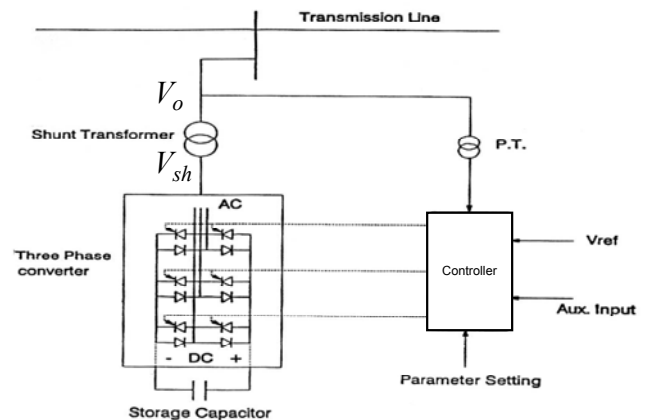 Transmission Line
V_o
Shunt Transformer
P.T.
V_sh
AC
Vref
Three Phase
converter
Controller
Aux. Input
- DC +
Parameter Setting
Storage Capacitor